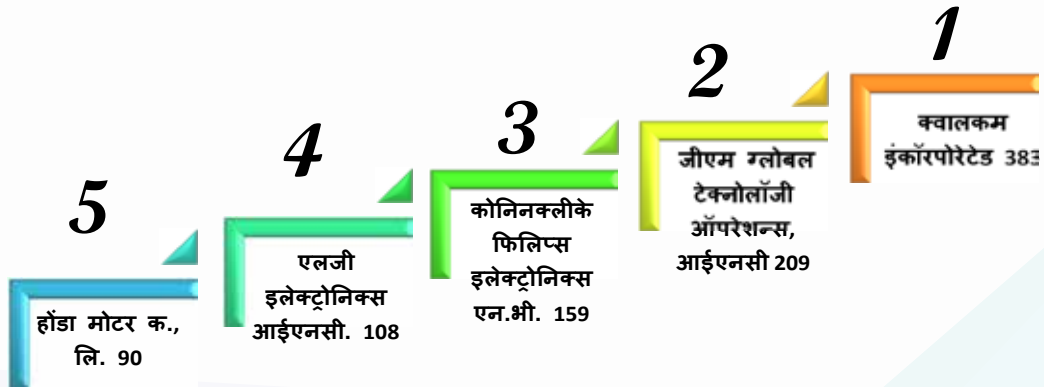 1
क्वालकम
इंकॉरपोरेटेड 383
2
जीएम ग्लोबल
टेक्नोलॉजी
ऑपरेशन्स,
आईएनसी 209
3
कोनिनक्लीके
फिलिप्स
इलेक्ट्रोनिक्स
एन.भी. 159
4
एलजी
इलेक्ट्रोनिक्स
आईएनसी. 108
5
होंडा मोटर क.,
लि. 90